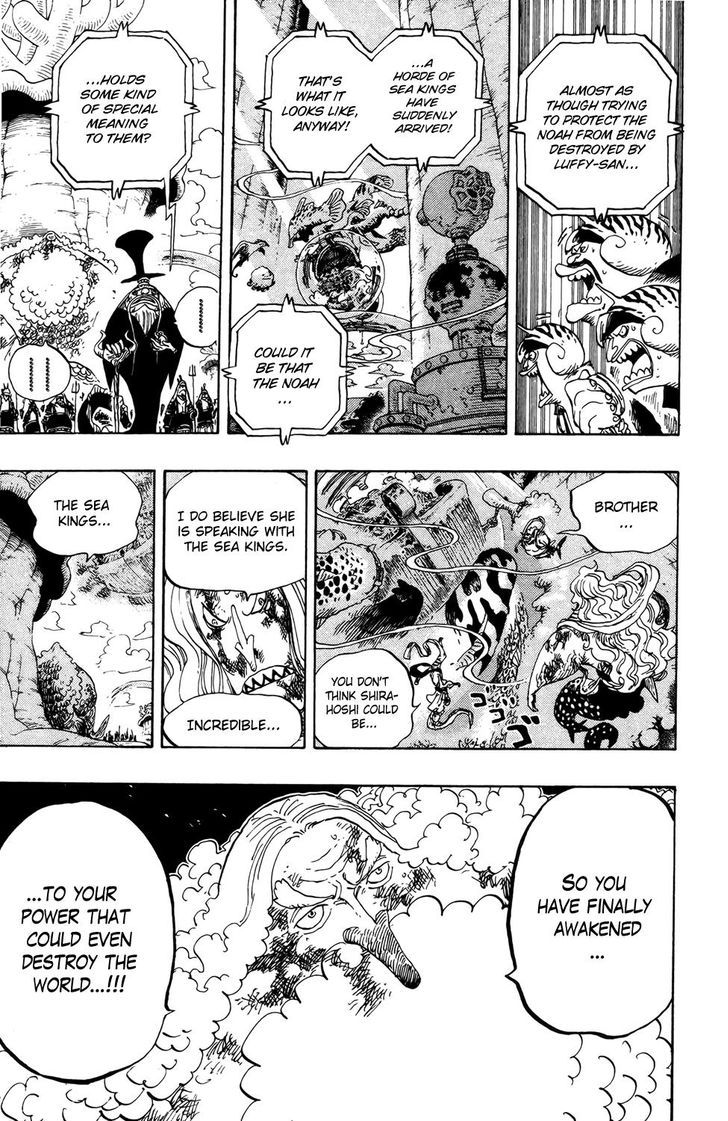 ALMOST AS
THOUGH TRYING
TO PROTECT THE
NOAH FROM BEING
DESTROYED BY
LUFFY-SAN...
...A
HORDE OF
SEA KINGS
HAVE
SUDDENLY
ARRIVED!
THAT'S
WHAT IT
LOOKS LIKE,
ANYWAY!
COULD IT
BE THAT
THE NOAH
...
...HOLDS
SOME KIND
OF SPECIAL
MEANING
TO THEM?
BROTHER
...
YOU DON'T
THINK SHIRA-
HOSHI COULD
BE...
ゴゴゴ
I DO BELIEVE SHE
IS SPEAKING WITH
THE SEA KINGS.
INCREDIBLE...
THE SEA
KINGS...
SO YOU
HAVE FINALLY
AWAKENED
...
...TO YOUR
POWER THAT
COULD EVEN
DESTROY THE
WORLD...!!!